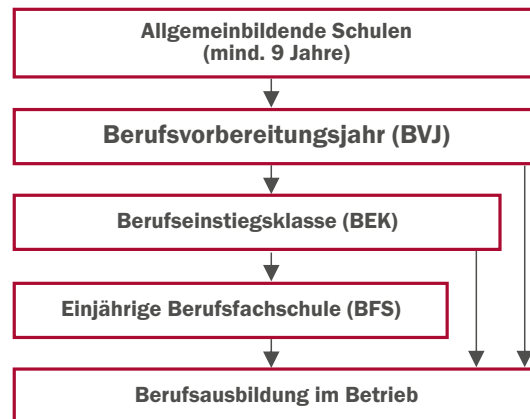 Allgemeinbildende Schulen
(mind. 9 Jahre)
Berufsvorbereitungsjahr (BVJ)
Berufseinstiegsklasse (BEK)
Einjährige Berufsfachschule (BFS)
Berufsausbildung im Betrieb